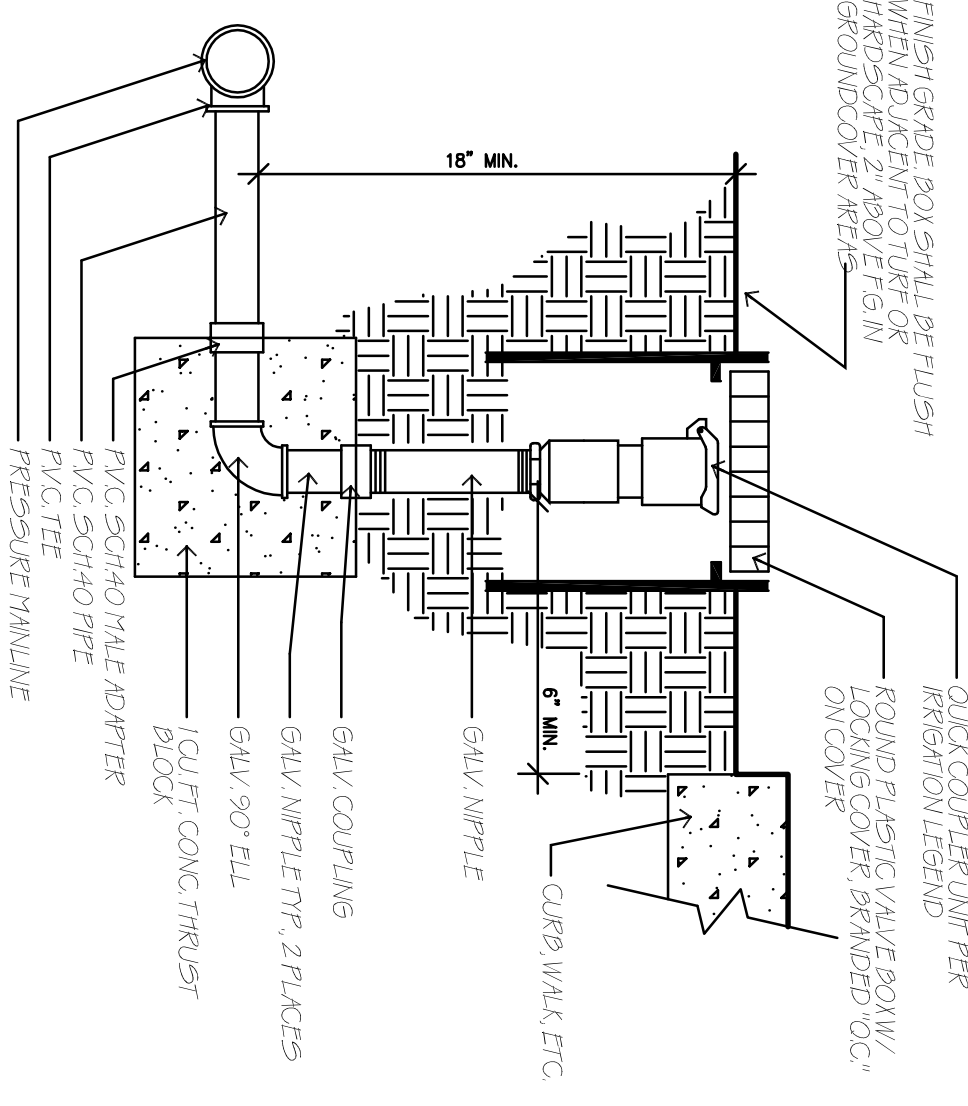 FINISH GRADE, BOX SHALL BE FLUSH
WHEN ADJACENT TO TURF OR
HARDSCAPE, 2" ABOVE F.G. IN
GROUNDCOVER AREAS
QUICK COUPLER UNIT PER
IRRIGATION LEGEND
ROUND PLASTIC VALVE BOX W/
LOCKING COVER, BRANDED "Q.C."
ON COVER
18" MIN.
6" MIN.
CURB, WALK, ETC.
GALV. NIPPLE
GALV. COUPLING
GALV. NIPPLE TYP., 2 PLACES
GALV. 90° ELL
1 CU. FT. CONC. THRUST
BLOCK
P.V.C. SCH.40 MALE ADAPTER
P.V.C. SCH.40 PIPE
P.V.C. TEE
PRESSURE MAINLINE